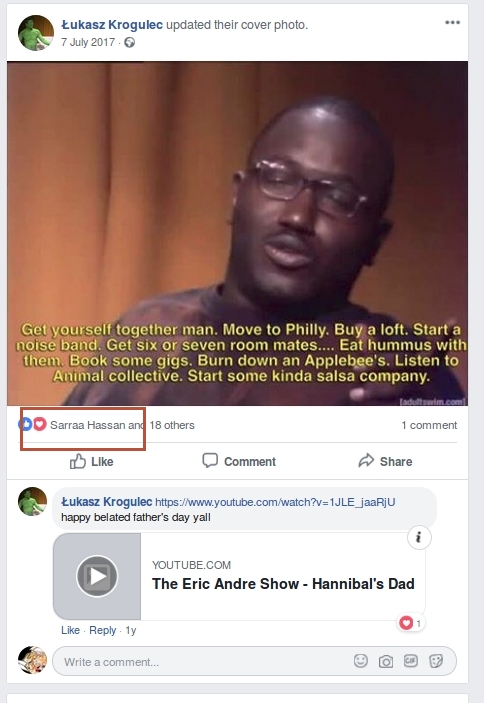 Łukasz Krogulec updated their cover photo.
7 July 2017 ·
Get yourself together man. Move to Philly. Buy a loft. Start a
noise band. Get six or seven room mates.... Eat hummus with
them. Book some gigs. Burn down an Applebee's. Listen to
Animal collective. Start some kinda salsa company.
[adultswim.com]
Sarraa Hassan and 18 others 1 comment
Like Comment Share
Łukasz Krogulec https://www.youtube.com/watch?v=1JLE_jaaRjU
happy belated father's day yall
i
YOUTUBE.COM
The Eric Andre Show - Hannibal's Dad
1
Like · Reply · 1y
Write a comment...
GIF